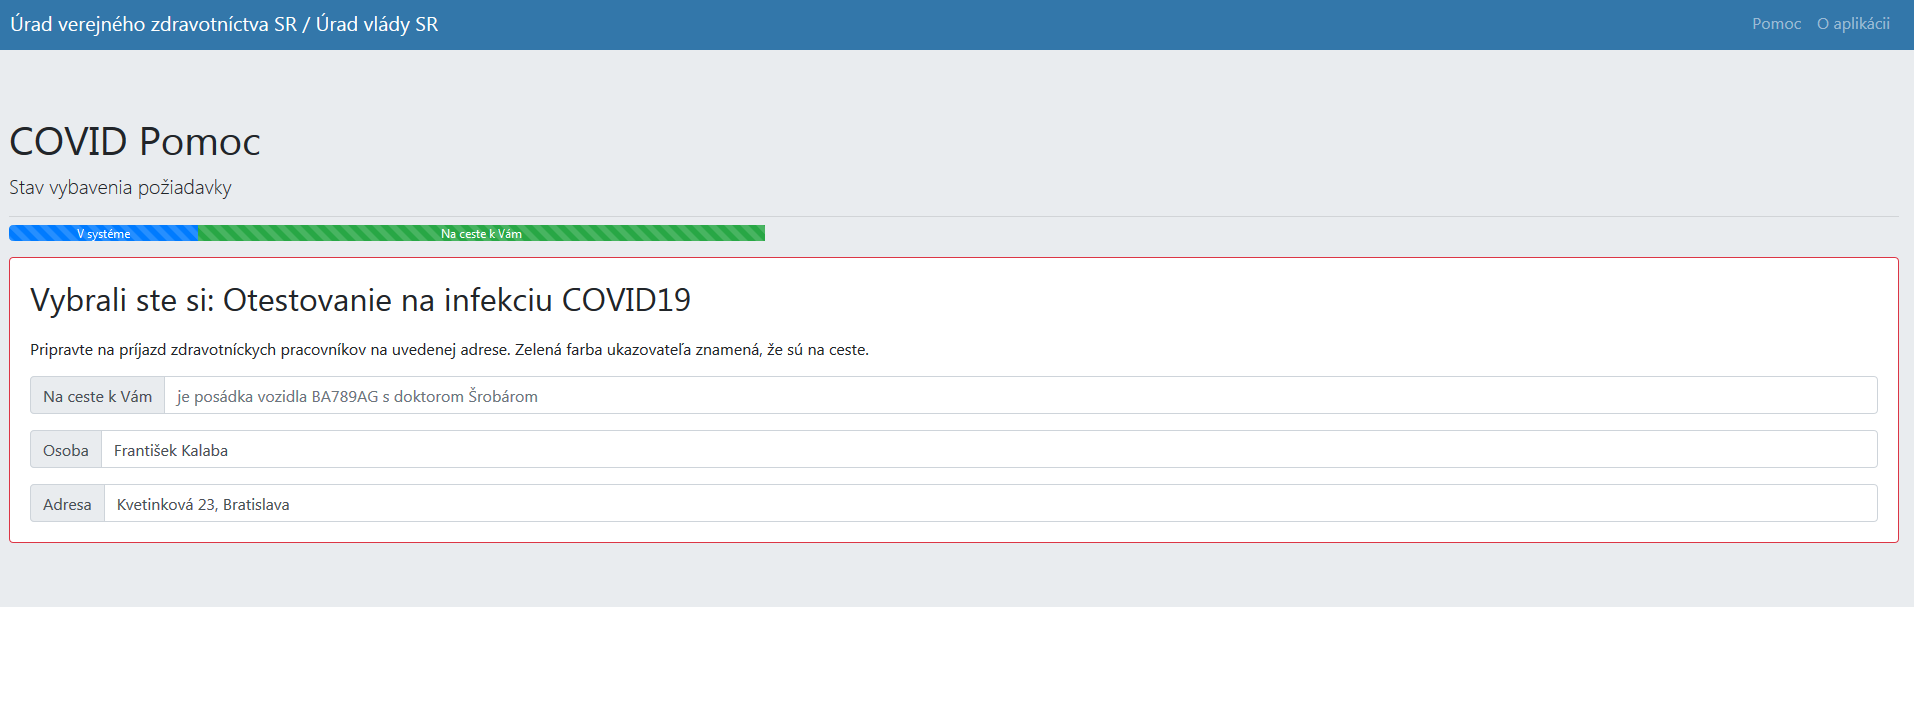 Úrad verejného zdravotníctva SR / Úrad vlády SR
Pomoc O aplikácii
COVID Pomoc
Stav vybavenia požiadavky
V systéme Na ceste k Vám
Vybrali ste si: Otestovanie na infekciu COVID19
Pripravte na príjazd zdravotníckych pracovníkov na uvedenej adrese. Zelená farba ukazovateľa znamená, že sú na ceste.
Na ceste k Vám je posádka vozidla BA789AG s doktorom Šrobárom
Osoba František Kalaba
Adresa Kvetinková 23, Bratislava